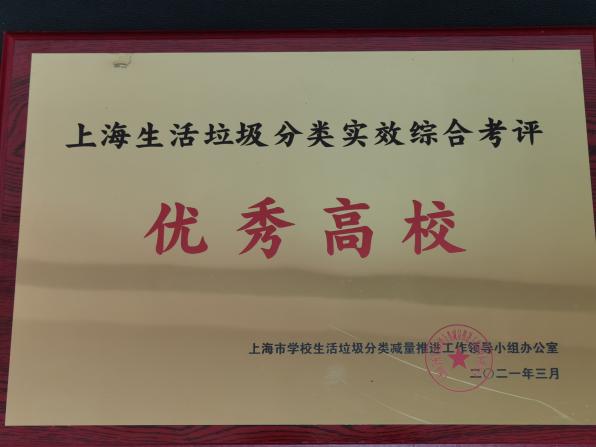 上海生活垃圾分类实效综合考评
优秀高校
上海市学校生活垃圾分类减量推进工作领导小组办公室
二〇二一年三月